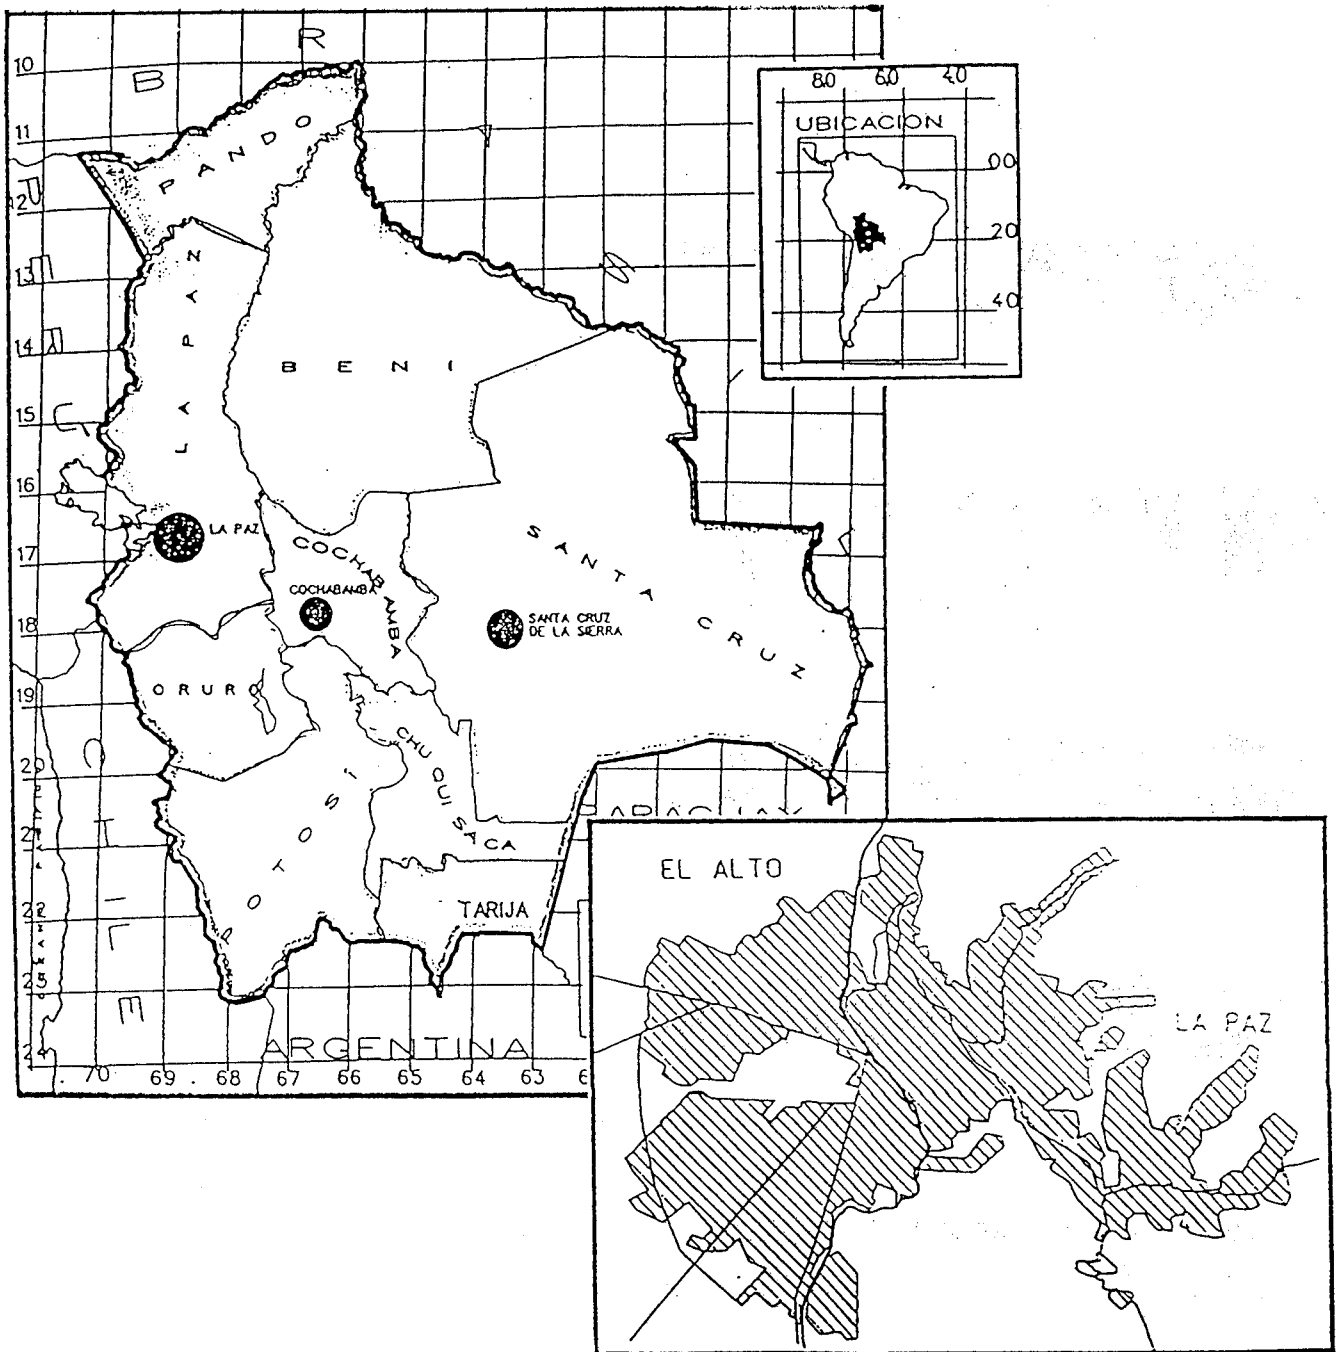 B R
10
11
12
13
14
15
16
17
18
19
20
22
23
24
PANDO
LA PAN
BENI
LA PAZ
COCHABAMBA
COCHABAMBA
SANTA CRUZ
SANTA CRUZ
DE LA SIERRA
ORURO
POTOSI
CHUQUISACA
TARIJA
PARAGUAY
ARGENTINA
70 69 68 67 66 65 64 63
80 60 40
UBICACION
00
20
40
EL ALTO
LA PAZ